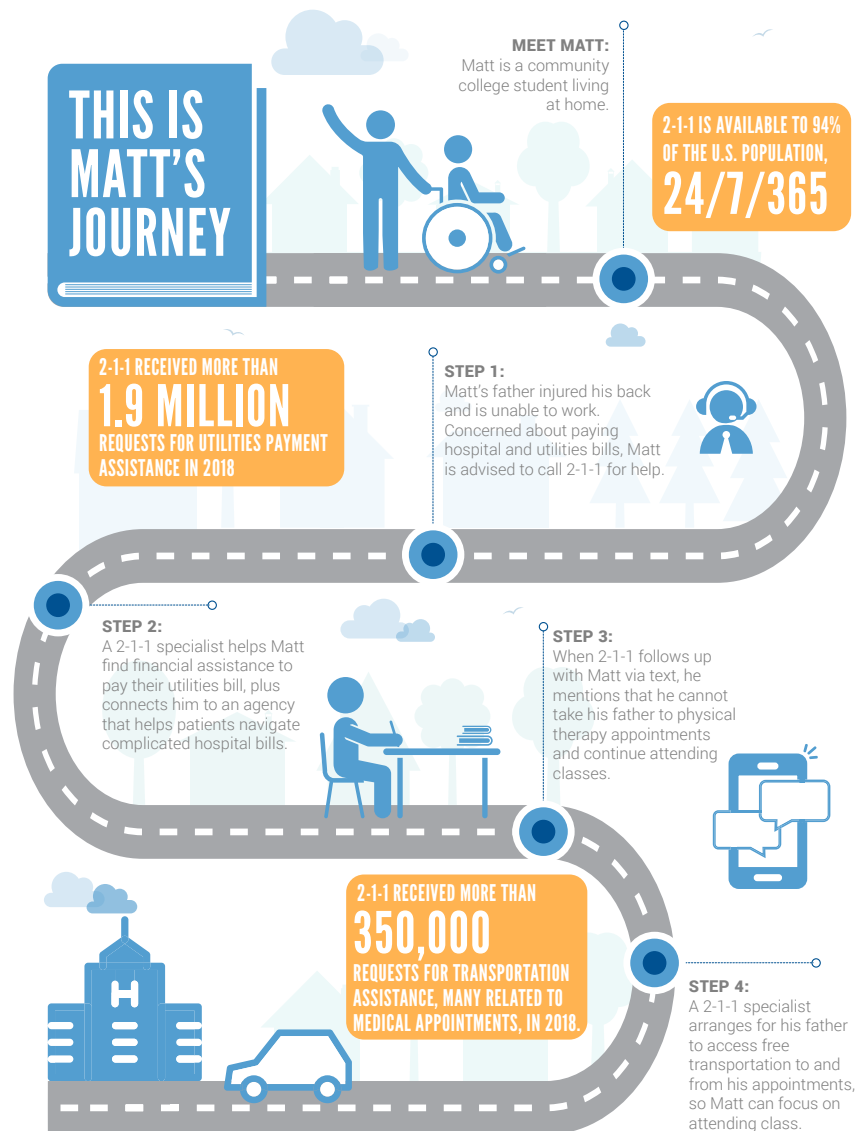 THIS IS
MATT'S
JOURNEY
MEET MATT:
Matt is a community
college student living
at home.
2-1-1 IS AVAILABLE TO 94%
OF THE U.S. POPULATION,
24/7/365
2-1-1 RECEIVED MORE THAN
1.9 MILLION
REQUESTS FOR UTILITIES PAYMENT
ASSISTANCE IN 2018
STEP 1:
Matt's father injured his back
and is unable to work.
Concerned about paying
hospital and utilities bills, Matt
is advised to call 2-1-1 for help.
STEP 2:
A 2-1-1 specialist helps Matt
find financial assistance to
pay their utilities bill, plus
connects him to an agency
that helps patients navigate
complicated hospital bills.
STEP 3:
When 2-1-1 follows up
with Matt via text, he
mentions that he cannot
take his father to physical
therapy appointments
and continue attending
classes.
2-1-1 RECEIVED MORE THAN
350,000
REQUESTS FOR TRANSPORTATION
ASSISTANCE, MANY RELATED TO
MEDICAL APPOINTMENTS, IN 2018.
H
STEP 4:
A 2-1-1 specialist
arranges for his father
to access free
transportation to and
from his appointments,
so Matt can focus on
attending class.